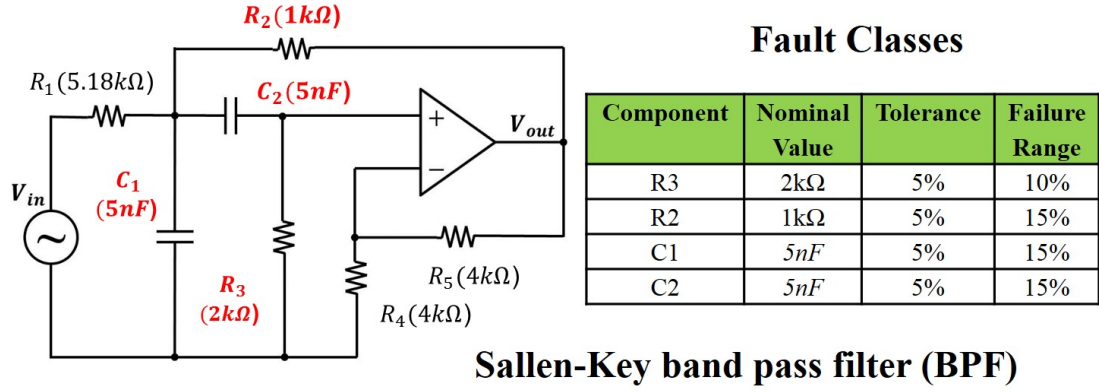 R₂(1kΩ)
R₁(5.18kΩ)
C₂(5nF)
+
−
V_out
V_in
C₁
(5nF)
R₃
(2kΩ)
R₅(4kΩ)
R₄(4kΩ)
Fault Classes
Component Nominal Value Tolerance Failure Range
R3 2kΩ 5% 10%
R2 1kΩ 5% 15%
C1 5nF 5% 15%
C2 5nF 5% 15%
Sallen-Key band pass filter (BPF)